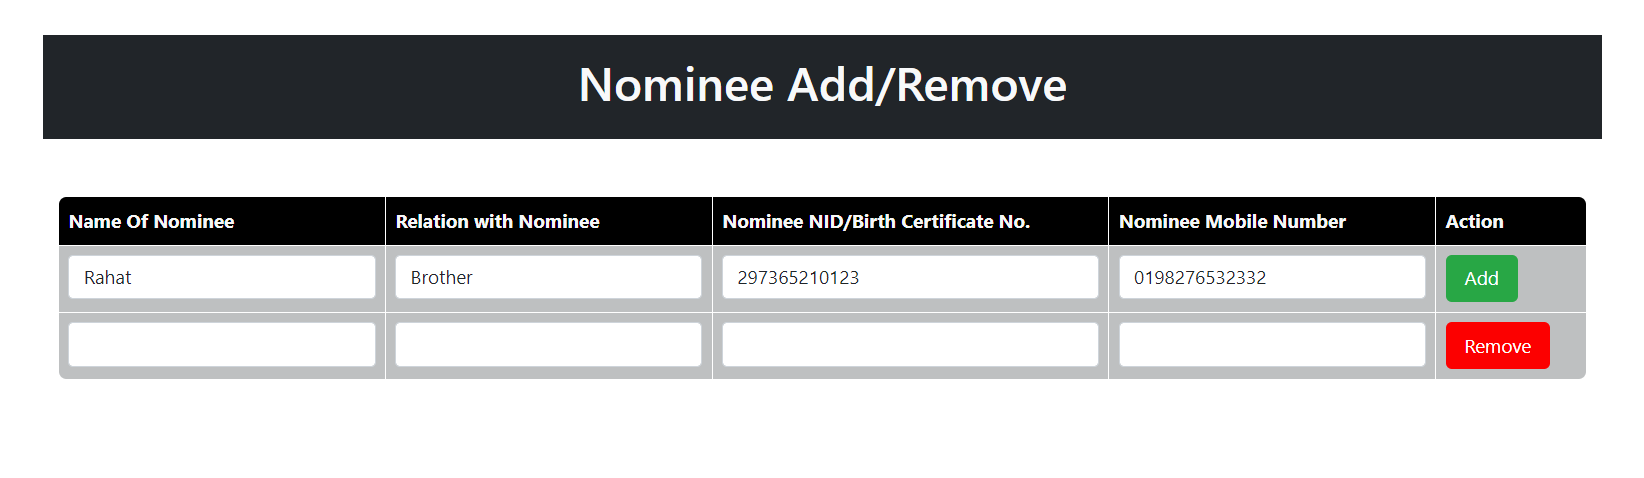 Nominee Add/Remove
Name Of Nominee Relation with Nominee Nominee NID/Birth Certificate No. Nominee Mobile Number Action
Rahat Brother 297365210123 0198276532332 Add
Remove